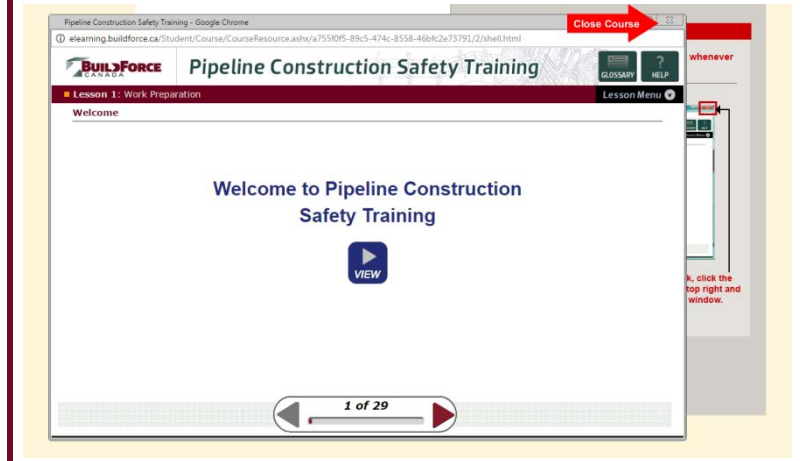 Pipeline Construction Safety Training - Google Chrome
Close Course
elearning.buildforce.ca/Student/Course/CourseResource.ashx/a755f0f5-89c5-474c-8558-46bfc2e73791/2/shell.html
BUILDFORCE
CANADA
Pipeline Construction Safety Training
GLOSSARY
?
HELP
whenever
Lesson 1: Work Preparation
Lesson Menu
Welcome
Welcome to Pipeline Construction
Safety Training
VIEW
k, click the
top right and
window.
1 of 29